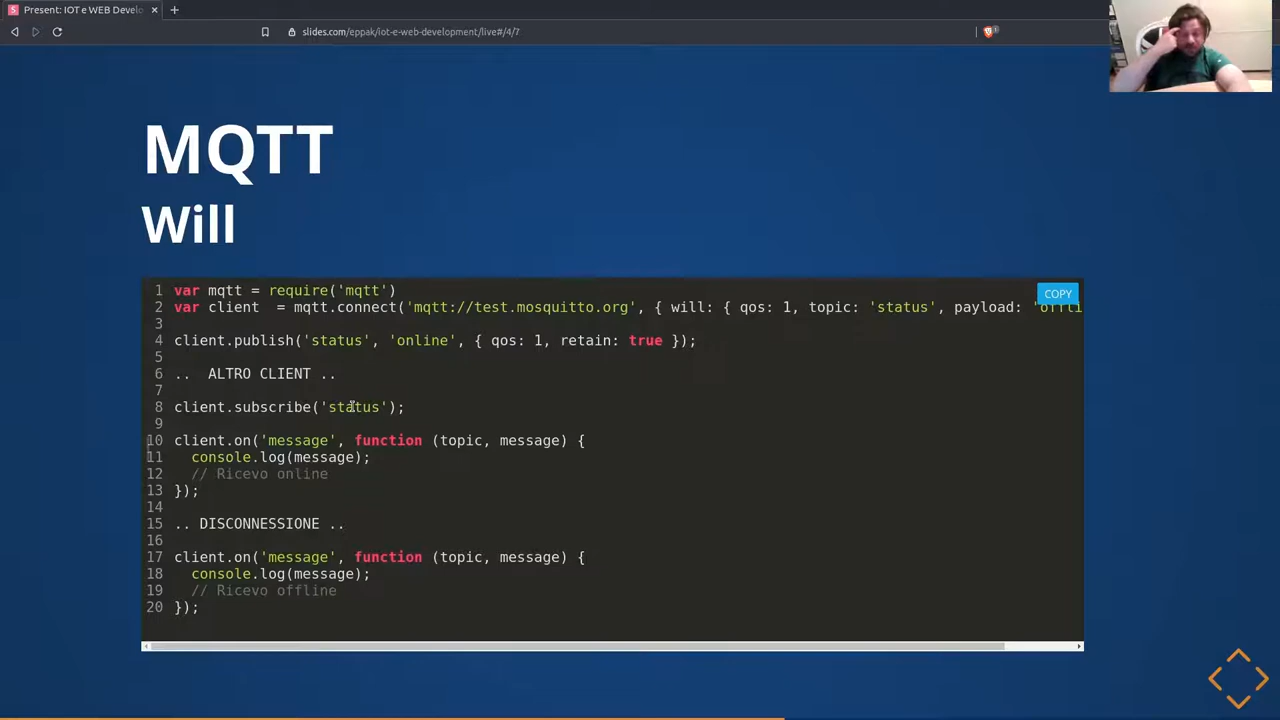 Present: IOT e WEB Develo
slides.com/eppak/iot-e-web-development/live#/4/7
MQTT
Will
COPY
1 var mqtt = require('mqtt')
2 var client  = mqtt.connect('mqtt://test.mosquitto.org', { will: { qos: 1, topic: 'status', payload: 'offli
3
4 client.publish('status', 'online', { qos: 1, retain: true });
5
6 ..  ALTRO CLIENT ..
7
8 client.subscribe('status');
9
10 client.on('message', function (topic, message) {
11   console.log(message);
12   // Ricevo online
13 });
14
15 .. DISCONNESSIONE ..
16
17 client.on('message', function (topic, message) {
18   console.log(message);
19   // Ricevo offline
20 });